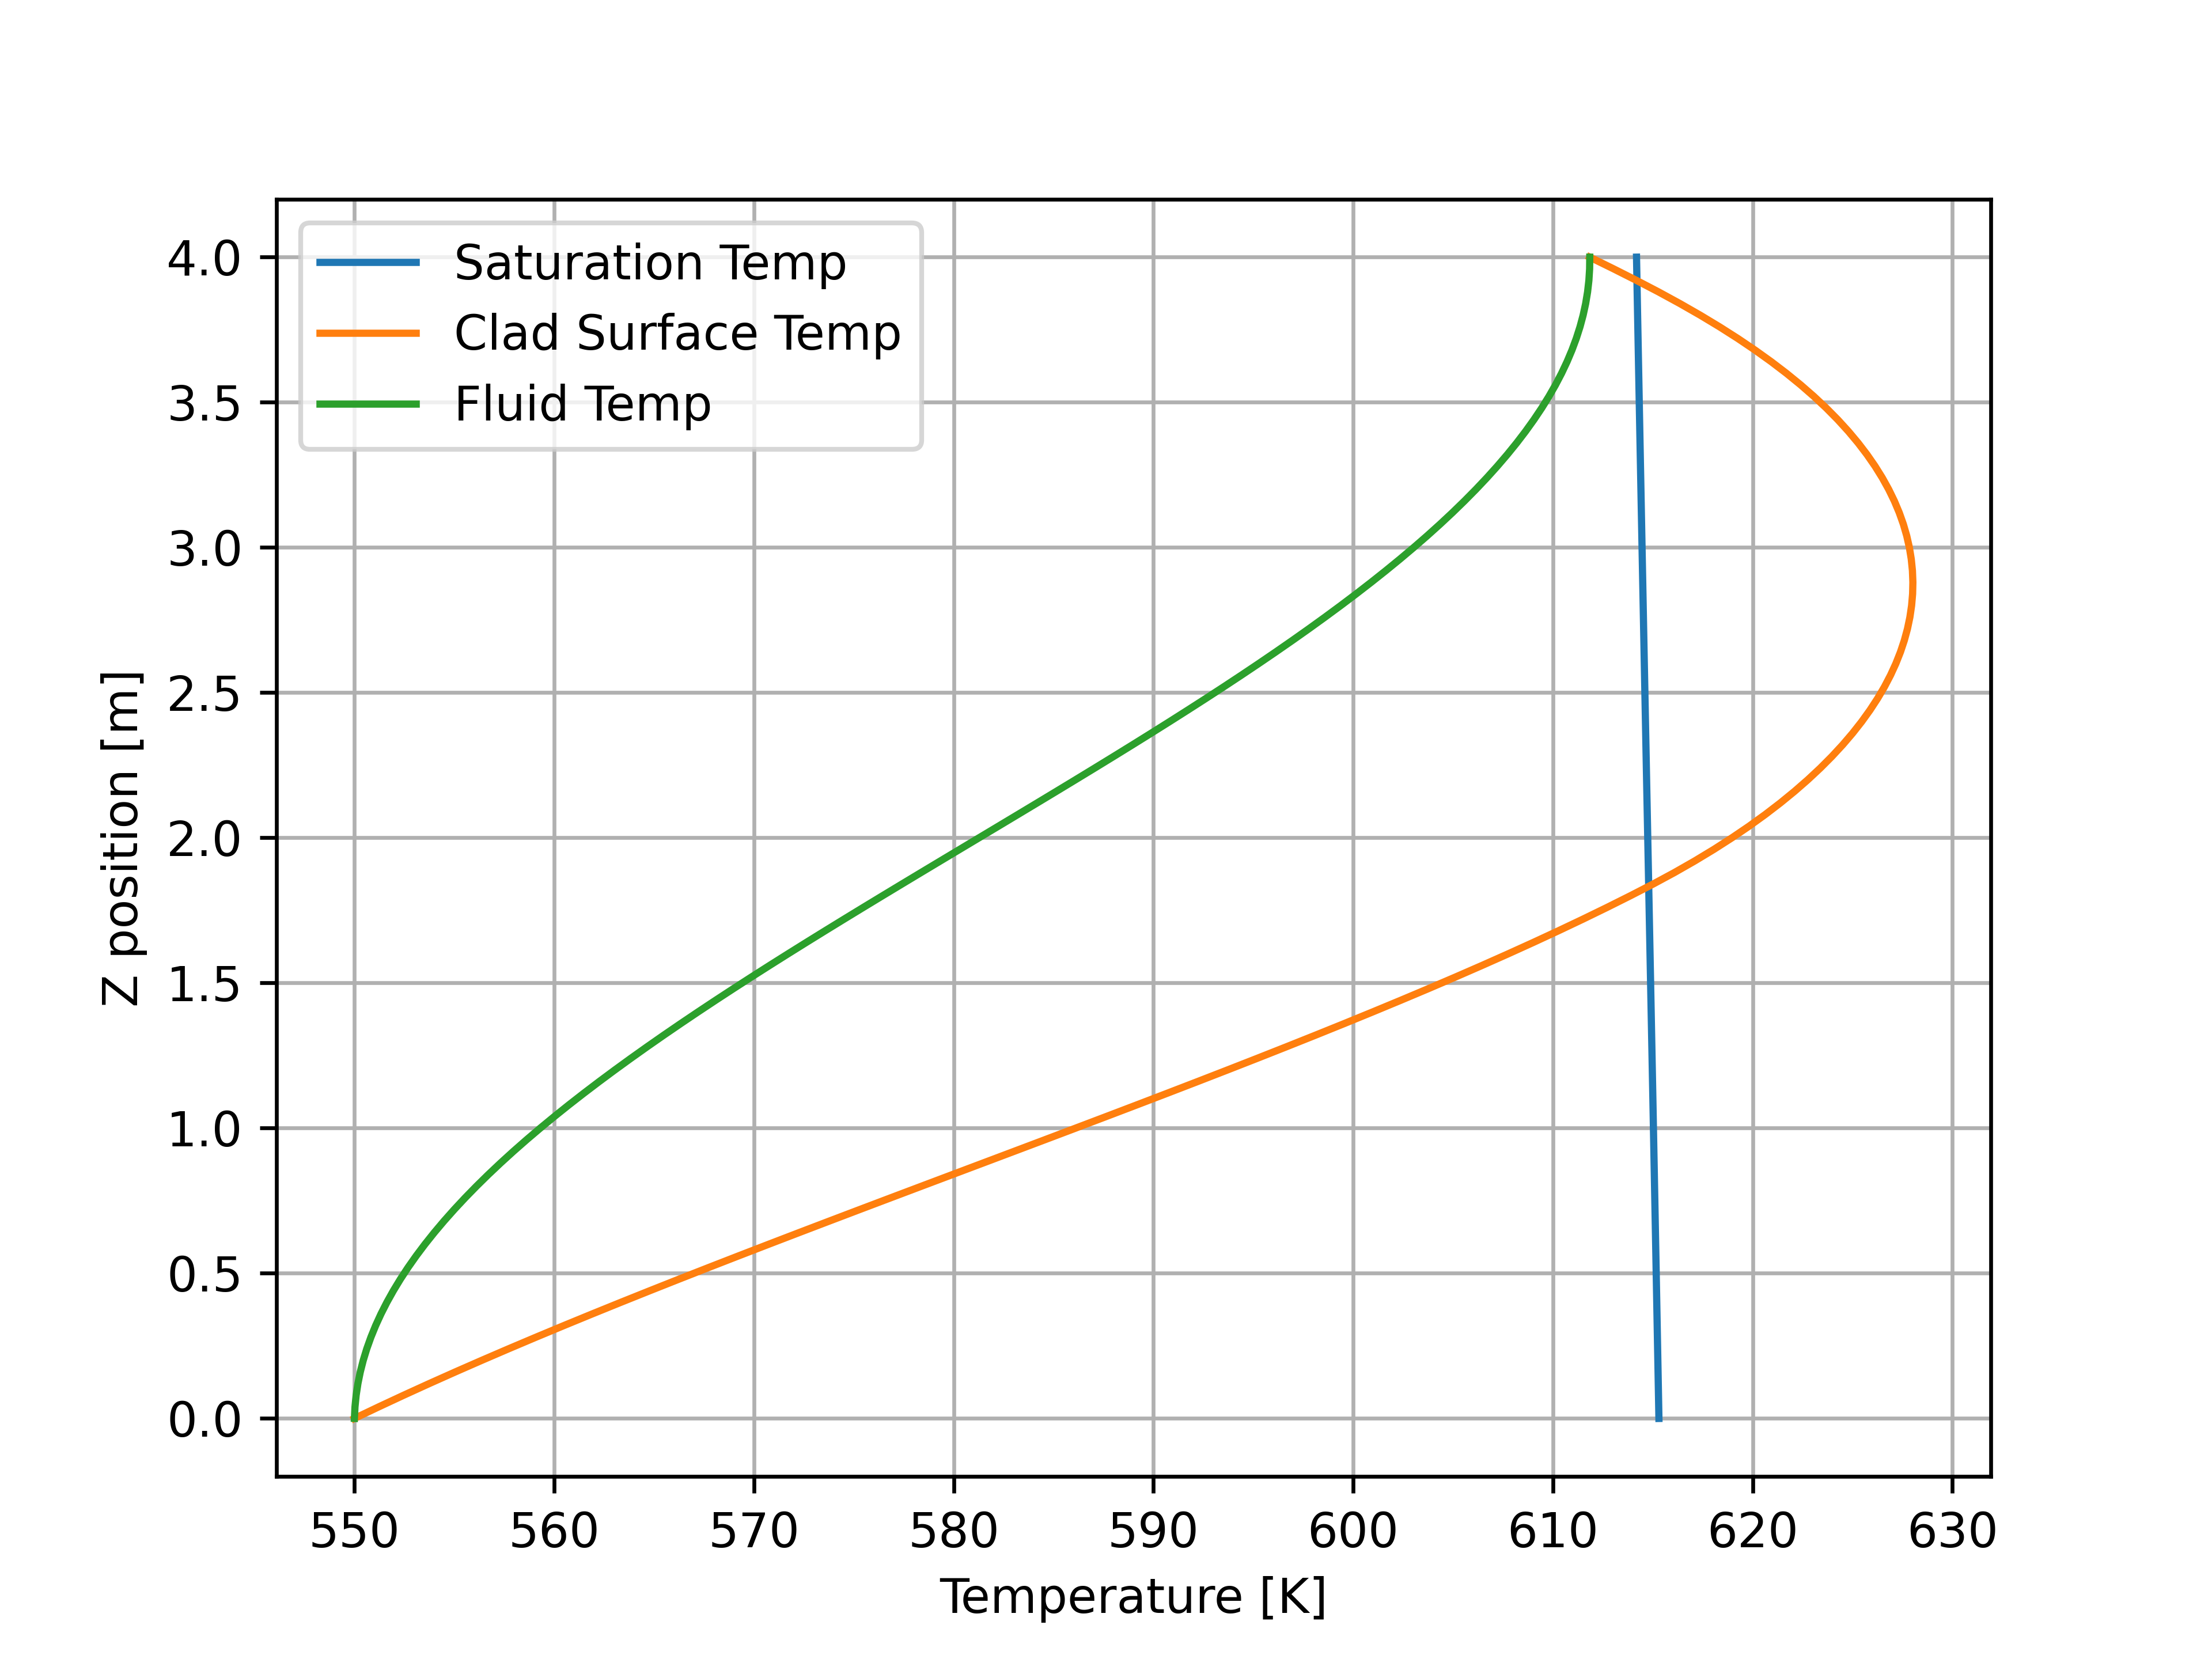 Saturation Temp
Clad Surface Temp
Fluid Temp
4.0
3.5
3.0
2.5
2.0
1.5
1.0
0.5
0.0
Z position [m]
550 560 570 580 590 600 610 620 630
Temperature [K]